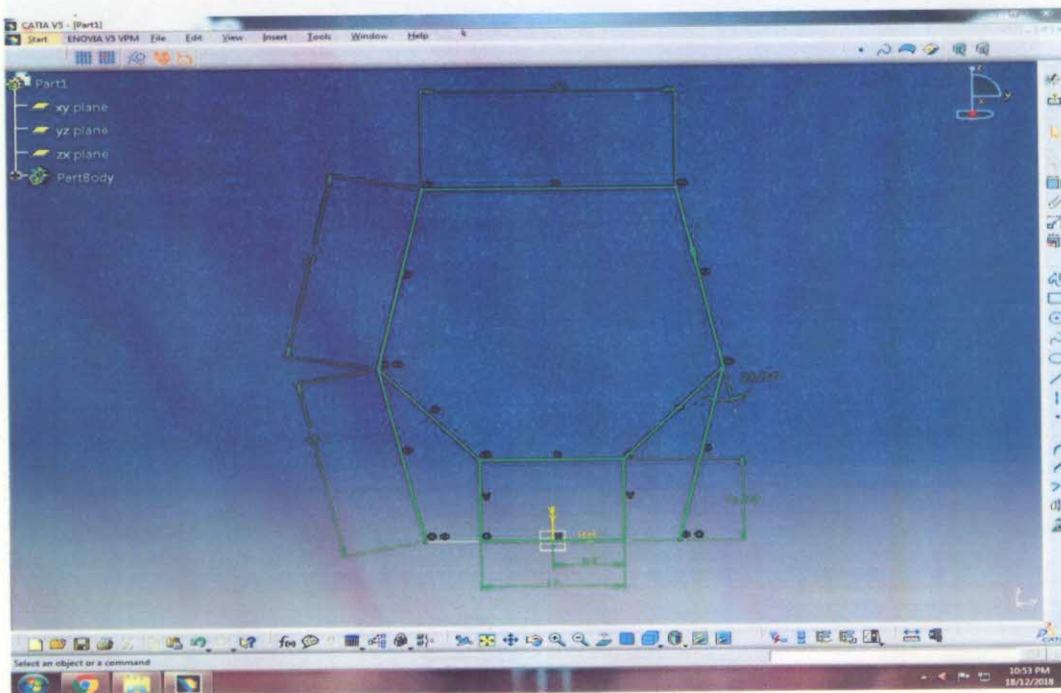 CATIA V5 - [Part1]
Start ENOVIA V5 VPM File Edit View Insert Tools Window Help
Part1
xy plane
yz plane
zx plane
PartBody
z
y
x
V
H
V
V
Select an object or a command
CATIA
10:53 PM
18/12/2018